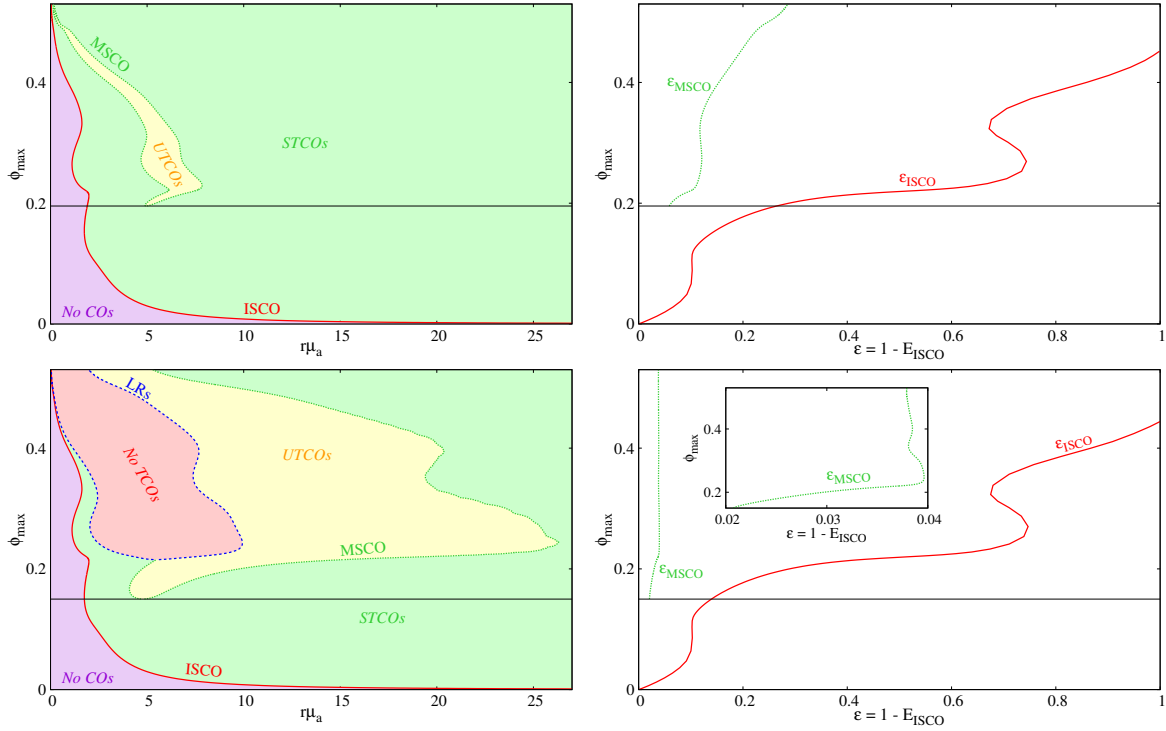 ϕmax
0.4
0.2
0
MSCO
UTCOs
STCOs
No COs
ISCO
0 5 10 15 20 25
rμa
ϕmax
0.4
0.2
0
εMSCO
εISCO
0 0.2 0.4 0.6 0.8 1
ε = 1 - EISCO
ϕmax
0.4
0.2
0
LRs
No TCOs
UTCOs
MSCO
STCOs
No COs
ISCO
0 5 10 15 20 25
rμa
ϕmax
0.4
0.2
0
εMSCO
εISCO
ϕmax
0.4
0.3
0.2
εMSCO
0.02 0.03 0.04
ε = 1 - EISCO
0 0.2 0.4 0.6 0.8 1
ε = 1 - EISCO